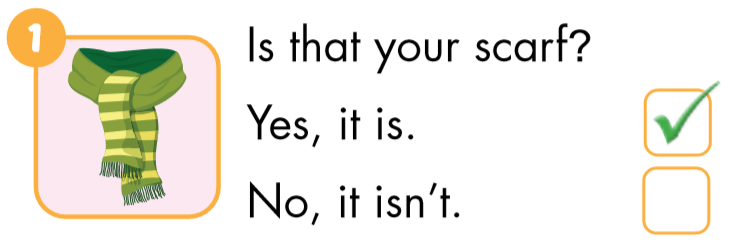 1
Is that your scarf?
Yes, it is.
No, it isn't.